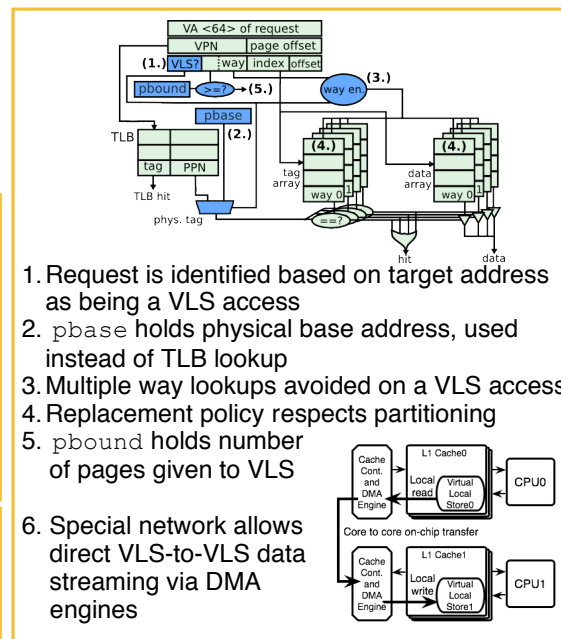 VA <64> of request
VPN page offset
(1.) VLS? way index offset (3.)
pbound >=? (5.) way en.
pbase
TLB (2.) (4.) (4.)
tag PPN tag array data array
TLB hit way 0 1 way 0 1
phys. tag ==?
hit data
1. Request is identified based on target address
as being a VLS access
2. pbase holds physical base address, used
instead of TLB lookup
3. Multiple way lookups avoided on a VLS access
4. Replacement policy respects partitioning
5. pbound holds number
of pages given to VLS
6. Special network allows
direct VLS-to-VLS data
streaming via DMA
engines
L1 Cache0
Cache
Cont.
and
DMA
Engine
Local
read
Virtual
Local
Store0
CPU0
Core to core on-chip transfer
L1 Cache1
Cache
Cont.
and
DMA
Engine
Local
write
Virtual
Local
Store1
CPU1